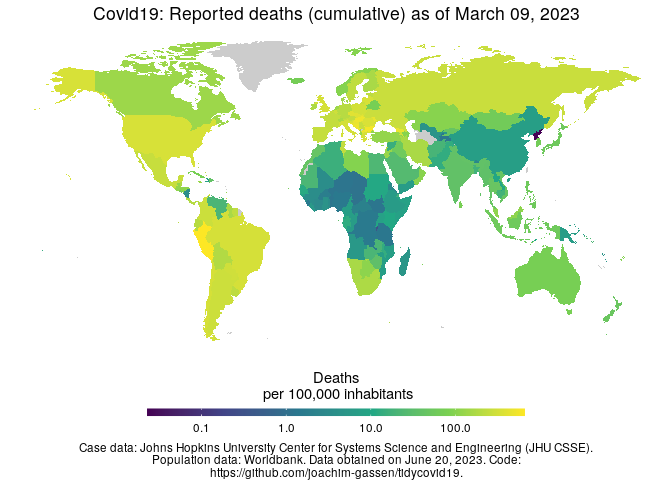 Covid19: Reported deaths (cumulative) as of March 09, 2023
Deaths
per 100,000 inhabitants
0.1 1.0 10.0 100.0
Case data: Johns Hopkins University Center for Systems Science and Engineering (JHU CSSE).
Population data: Worldbank. Data obtained on June 20, 2023. Code:
https://github.com/joachim-gassen/tidycovid19.